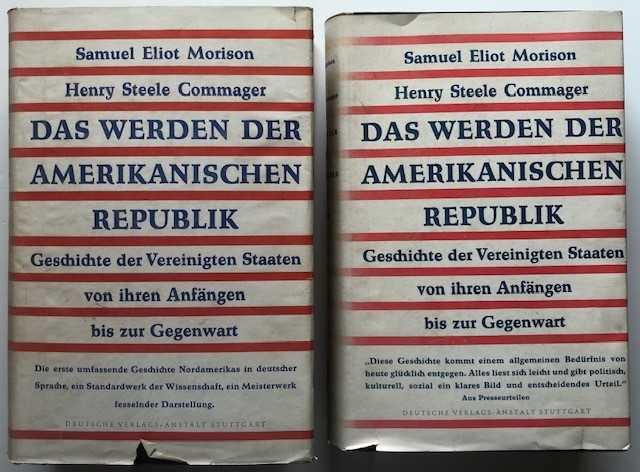 Samuel Eliot Morison
Henry Steele Commager
DAS WERDEN DER
AMERIKANISCHEN
REPUBLIK
Geschichte der Vereinigten Staaten
von ihren Anfängen
bis zur Gegenwart
Die erste umfassende Geschichte Nordamerikas in deutscher
Sprache, ein Standardwerk der Wissenschaft, ein Meisterwerk
fesselnder Darstellung.
DEUTSCHE VERLAGS-ANSTALT STUTTGART
Samuel Eliot Morison
Henry Steele Commager
DAS WERDEN DER
AMERIKANISCHEN
REPUBLIK
Geschichte der Vereinigten Staaten
von ihren Anfängen
bis zur Gegenwart
„Diese Geschichte kommt einem allgemeinen Bedürfnis von
heute glücklich entgegen. Alles liest sich leicht und gibt politisch,
kulturell, sozial ein klares Bild und entscheidendes Urteil."
Aus Presseurteilen
DEUTSCHE VERLAGS-ANSTALT STUTTGART